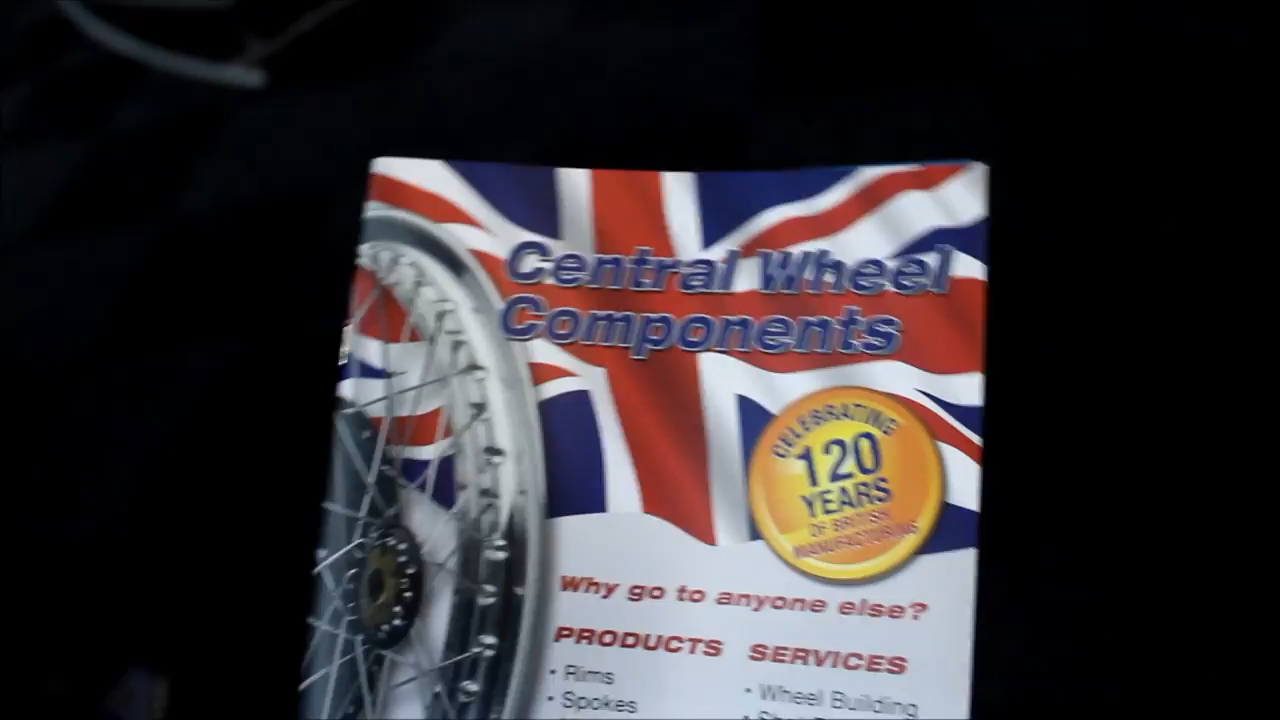 Central Wheel
Components
CELEBRATING
120
YEARS
OF BRITISH
MANUFACTURING
Why go to anyone else?
PRODUCTS SERVICES
• Rims
• Wheel Building
• Spokes